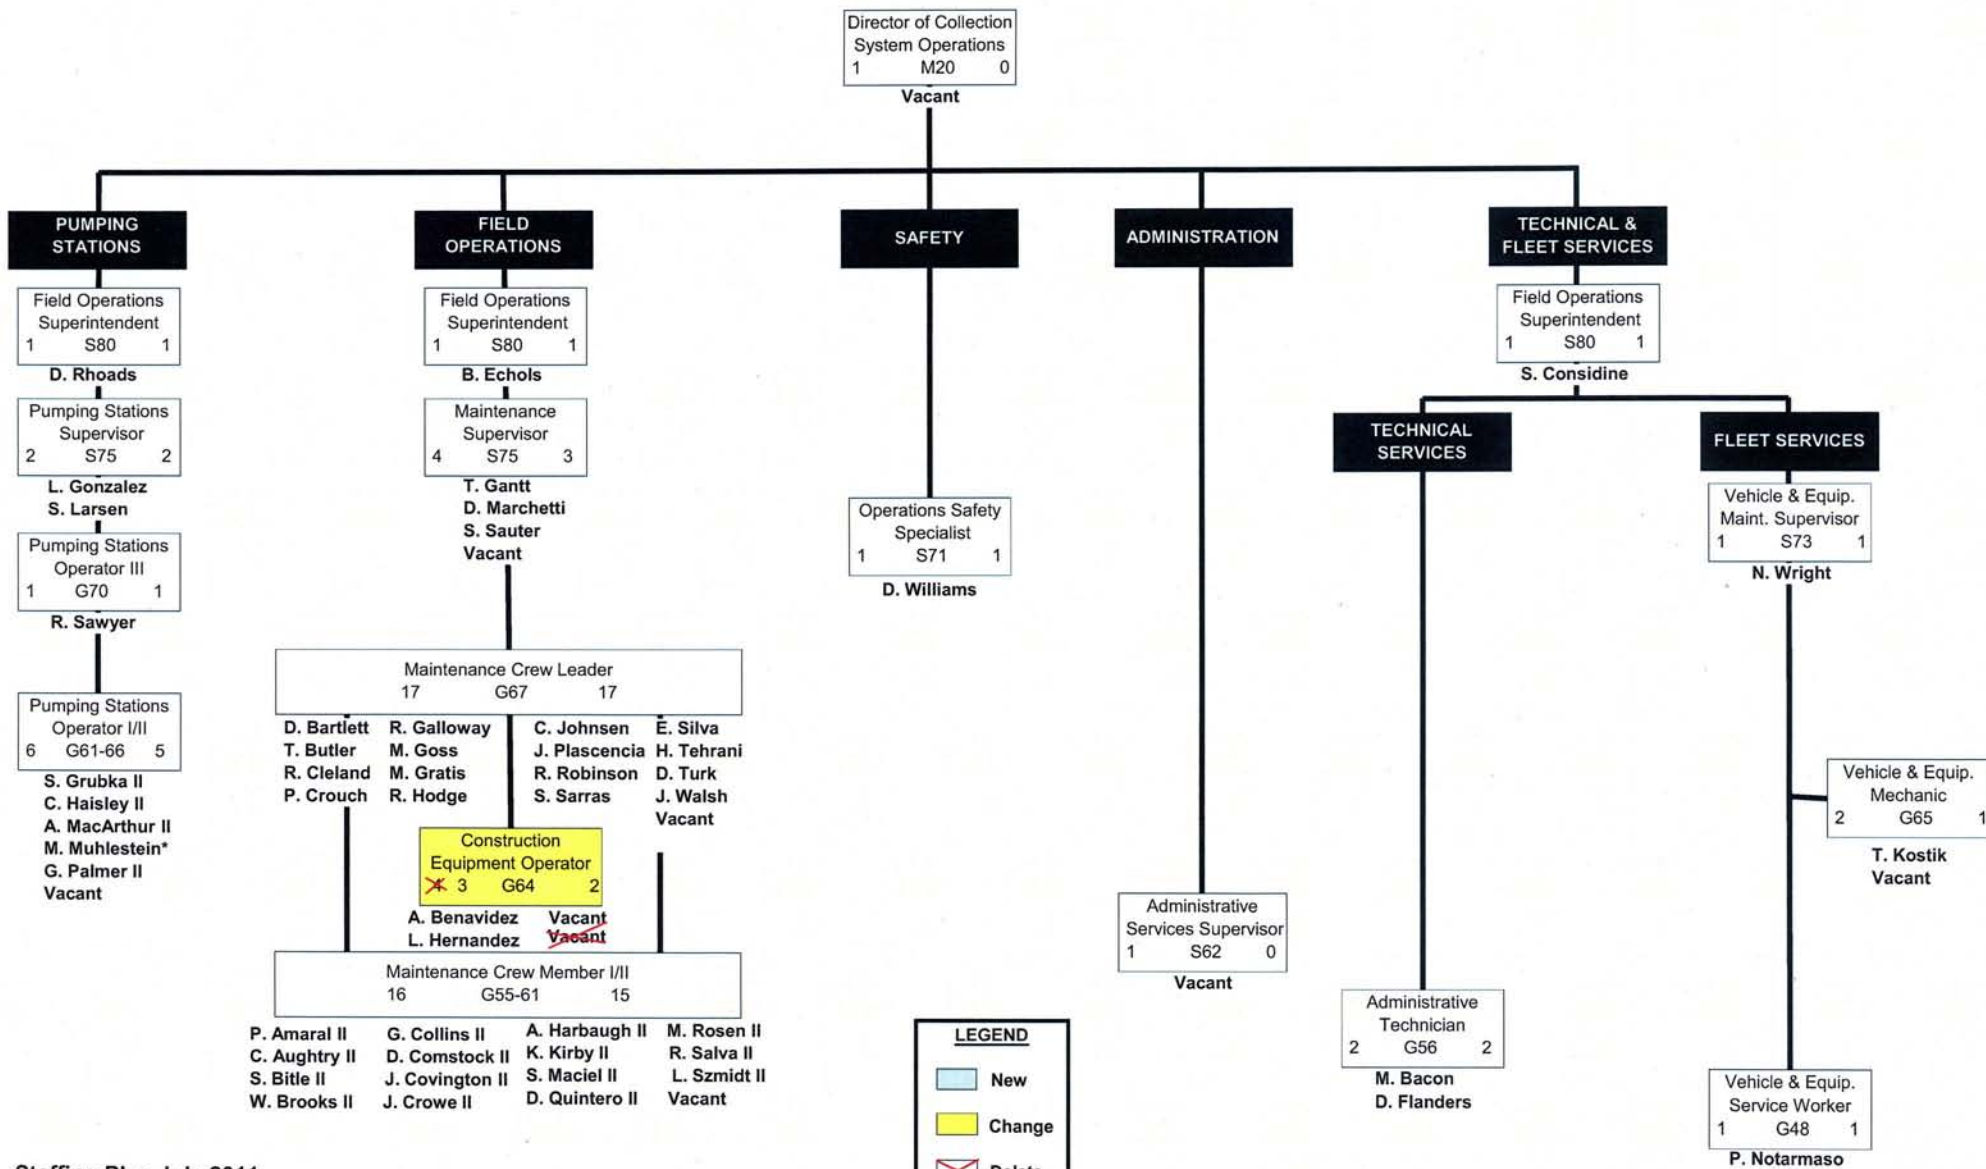 Director of Collection
System Operations
1 M20 0
Vacant
PUMPING
STATIONS
Field Operations
Superintendent
1 S80 1
D. Rhoads
Pumping Stations
Supervisor
2 S75 2
L. Gonzalez
S. Larsen
Pumping Stations
Operator III
1 G70 1
R. Sawyer
Pumping Stations
Operator I/II
6 G61-66 5
S. Grubka II
C. Haisley II
A. MacArthur II
M. Muhlestein*
G. Palmer II
Vacant
FIELD
OPERATIONS
Field Operations
Superintendent
1 S80 1
B. Echols
Maintenance
Supervisor
4 S75 3
T. Gantt
D. Marchetti
S. Sauter
Vacant
Maintenance Crew Leader
17 G67 17
D. Bartlett R. Galloway C. Johnsen E. Silva
T. Butler M. Goss J. Plascencia H. Tehrani
R. Cleland M. Gratis R. Robinson D. Turk
P. Crouch R. Hodge S. Sarras J. Walsh
Vacant
Construction
Equipment Operator
4 3 G64 2
A. Benavidez Vacant
L. Hernandez Vacant
Maintenance Crew Member I/II
16 G55-61 15
P. Amaral II G. Collins II A. Harbaugh II M. Rosen II
C. Aughtry II D. Comstock II K. Kirby II R. Salva II
S. Bitle II J. Covington II S. Maciel II L. Szmidt II
W. Brooks II J. Crowe II D. Quintero II Vacant
SAFETY
Operations Safety
Specialist
1 S71 1
D. Williams
ADMINISTRATION
Administrative
Services Supervisor
1 S62 0
Vacant
TECHNICAL &
FLEET SERVICES
Field Operations
Superintendent
1 S80 1
S. Considine
TECHNICAL
SERVICES
Administrative
Technician
2 G56 2
M. Bacon
D. Flanders
FLEET SERVICES
Vehicle & Equip.
Maint. Supervisor
1 S73 1
N. Wright
Vehicle & Equip.
Mechanic
2 G65 1
T. Kostik
Vacant
Vehicle & Equip.
Service Worker
1 G48 1
P. Notarmaso
LEGEND
New
Change
Delete